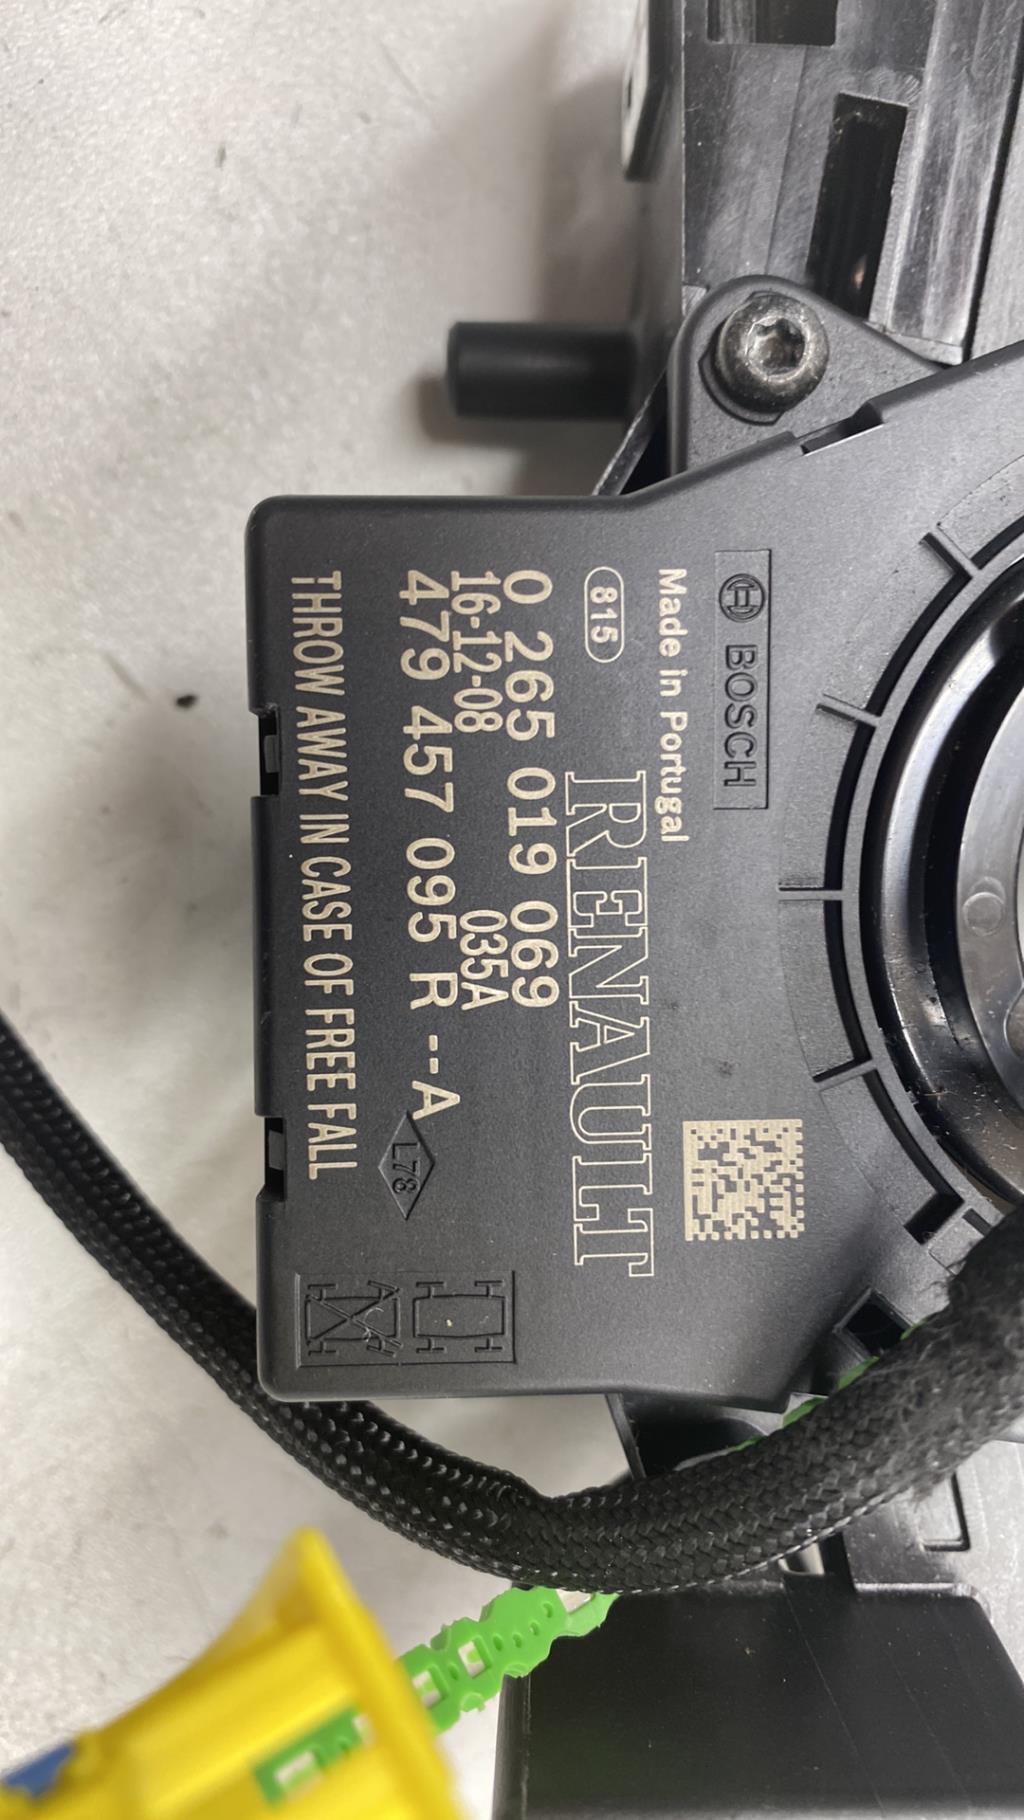 BOSCH
Made in Portugal
815
RENAULT
0 265 019 069
16-12-08 035A
479 457 095 R --A
L78
THROW AWAY IN CASE OF FREE FALL